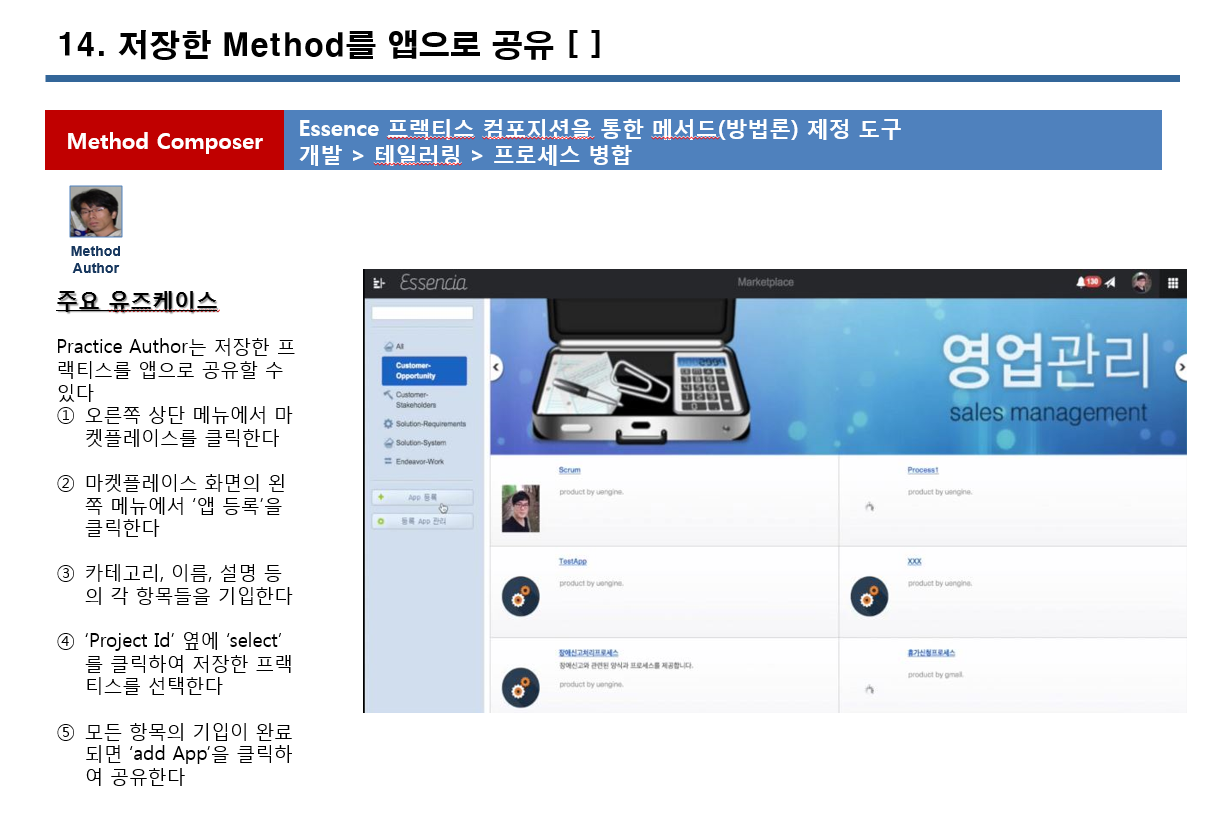 14. 저장한 Method를 앱으로 공유 [ ]
Method Composer
Essence 프랙티스 컴포지션을 통한 메서드(방법론) 제정 도구
개발 > 테일러링 > 프로세스 병합
Method
Author
주요 유즈케이스
Practice Author는 저장한 프
랙티스를 앱으로 공유할 수
있다
① 오른쪽 상단 메뉴에서 마
켓플레이스를 클릭한다
② 마켓플레이스 화면의 왼
쪽 메뉴에서 ‘앱 등록’을
클릭한다
③ 카테고리, 이름, 설명 등
의 각 항목들을 기입한다
④ ‘Project Id’ 옆에 ‘select’
를 클릭하여 저장한 프랙
티스를 선택한다
⑤ 모든 항목의 기입이 완료
되면 ‘add App’을 클릭하
여 공유한다
Essencia
Marketplace
130
All
Customer-
Opportunity
Customer-
Stakeholders
Solution-Requirements
Solution-System
Endeavor-Work
App 등록
등록 App 관리
영업관리
sales management
Scrum
product by uengine.
Process1
product by uengine.
TestApp
product by uengine.
XXX
product by uengine.
장애신고처리프로세스
장애신고와 관련된 양식과 프로세스를 제공합니다.
product by uengine.
휴가신청프로세스
product by gmail.